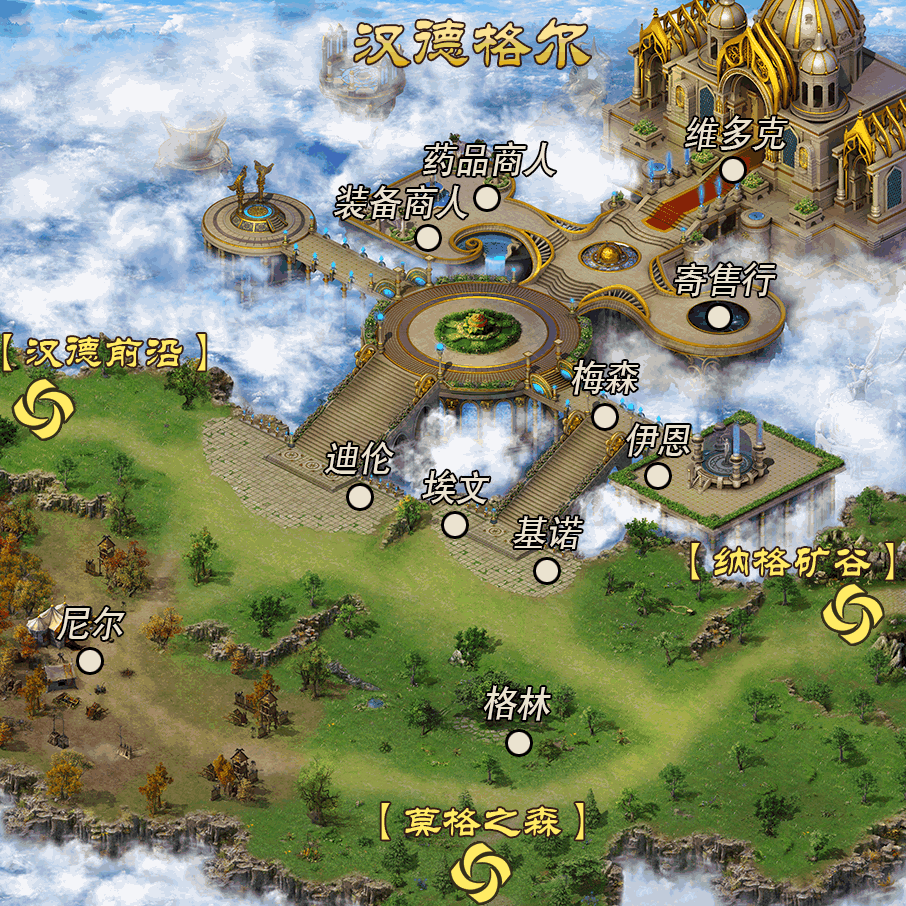 汉德格尔
维多克
药品商人
装备商人
寄售行
【汉德前沿】
梅森
伊恩
迪伦
埃文
基诺
【纳格矿谷】
尼尔
格林
【莫格之森】